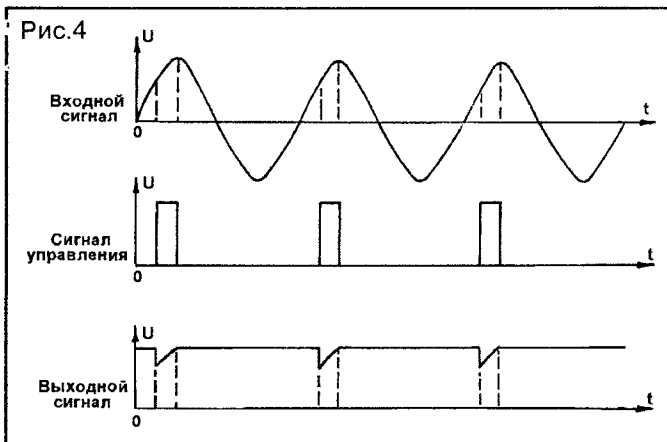 Рис.4
U
Входной
сигнал
t
0
U
Сигнал
управления
t
0
U
Выходной
сигнал
t
0